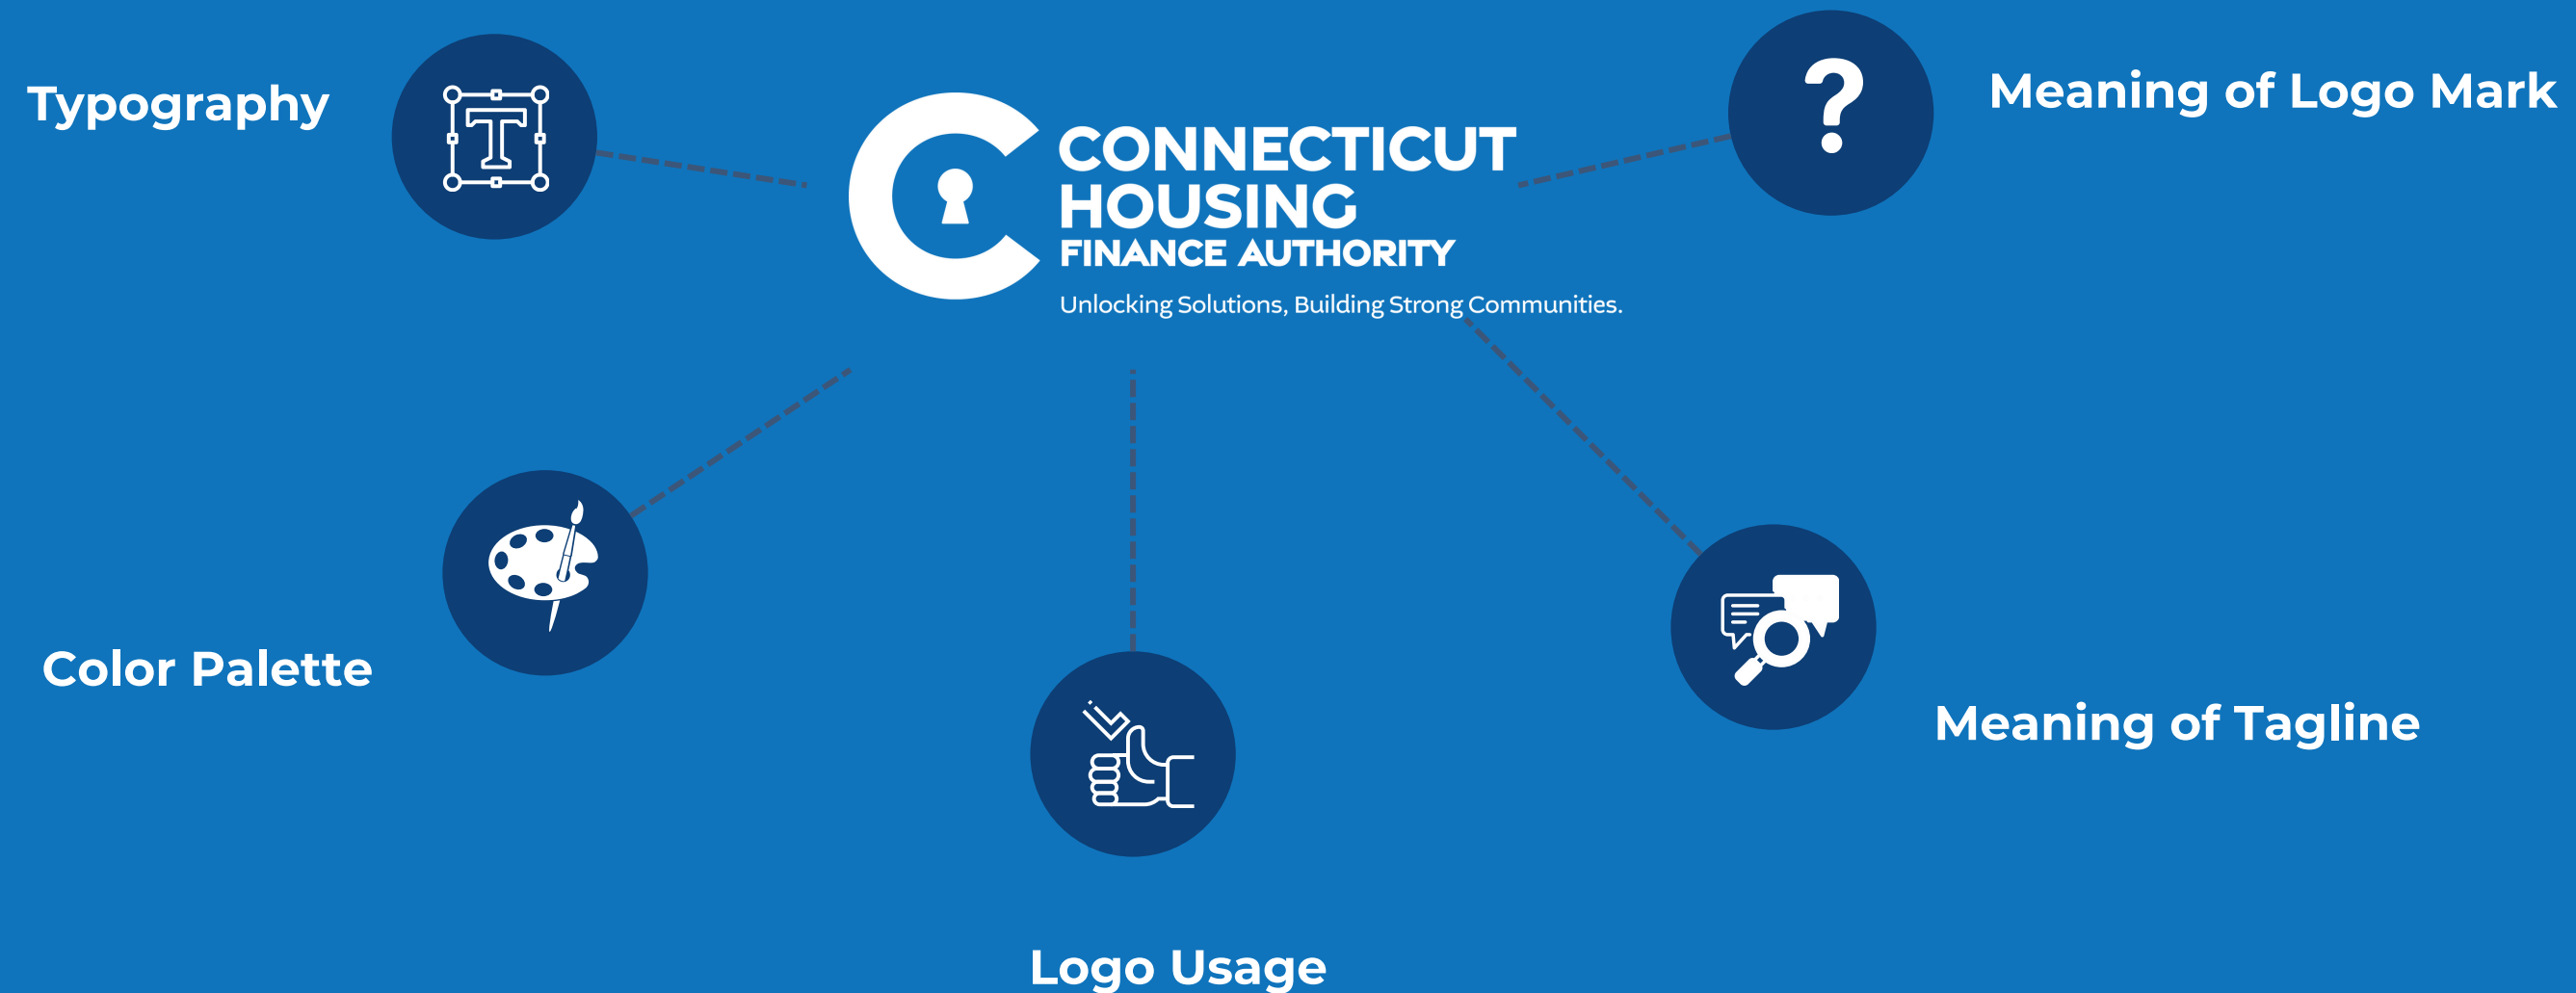 Typography
Meaning of Logo Mark
CONNECTICUT
HOUSING
FINANCE AUTHORITY
Unlocking Solutions, Building Strong Communities.
Color Palette
Meaning of Tagline
Logo Usage